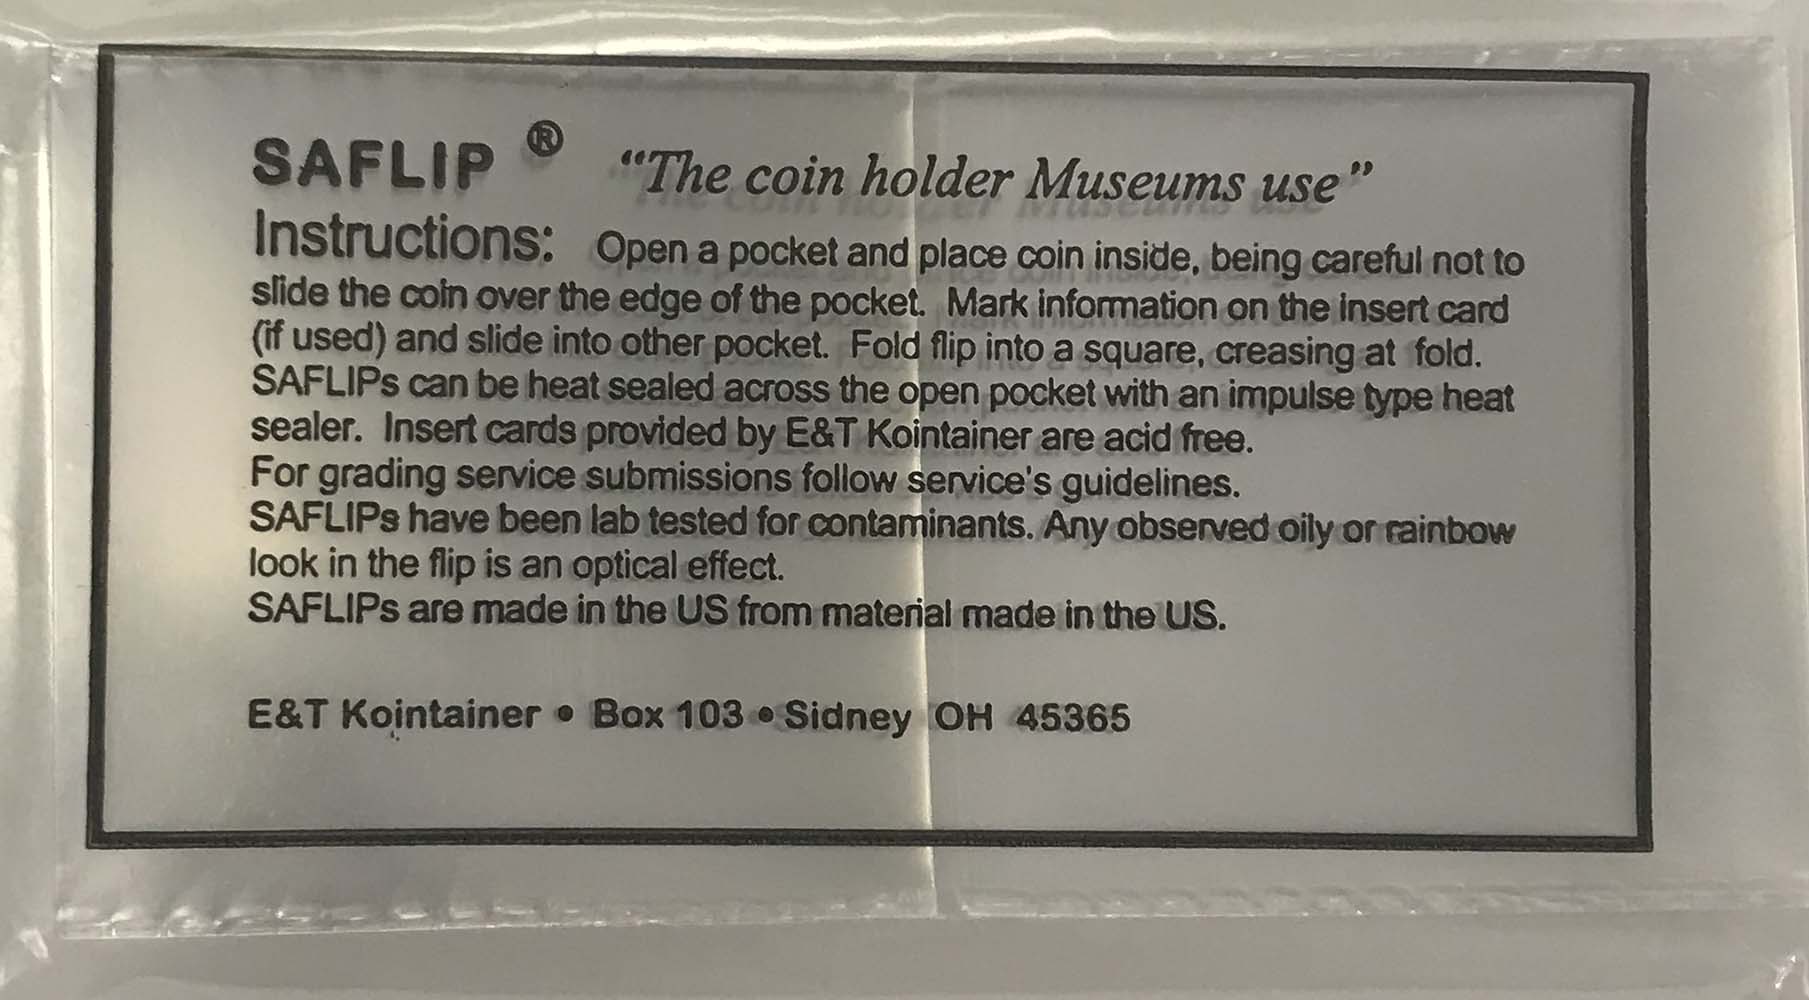 SAFLIP ® “The coin holder Museums use”
Instructions: Open a pocket and place coin inside, being careful not to
slide the coin over the edge of the pocket. Mark information on the insert card
(if used) and slide into other pocket. Fold flip into a square, creasing at fold.
SAFLIPs can be heat sealed across the open pocket with an impulse type heat
sealer. Insert cards provided by E&T Kointainer are acid free.
For grading service submissions follow service's guidelines.
SAFLIPs have been lab tested for contaminants. Any observed oily or rainbow
look in the flip is an optical effect.
SAFLIPs are made in the US from material made in the US.
E&T Kointainer • Box 103 • Sidney OH 45365